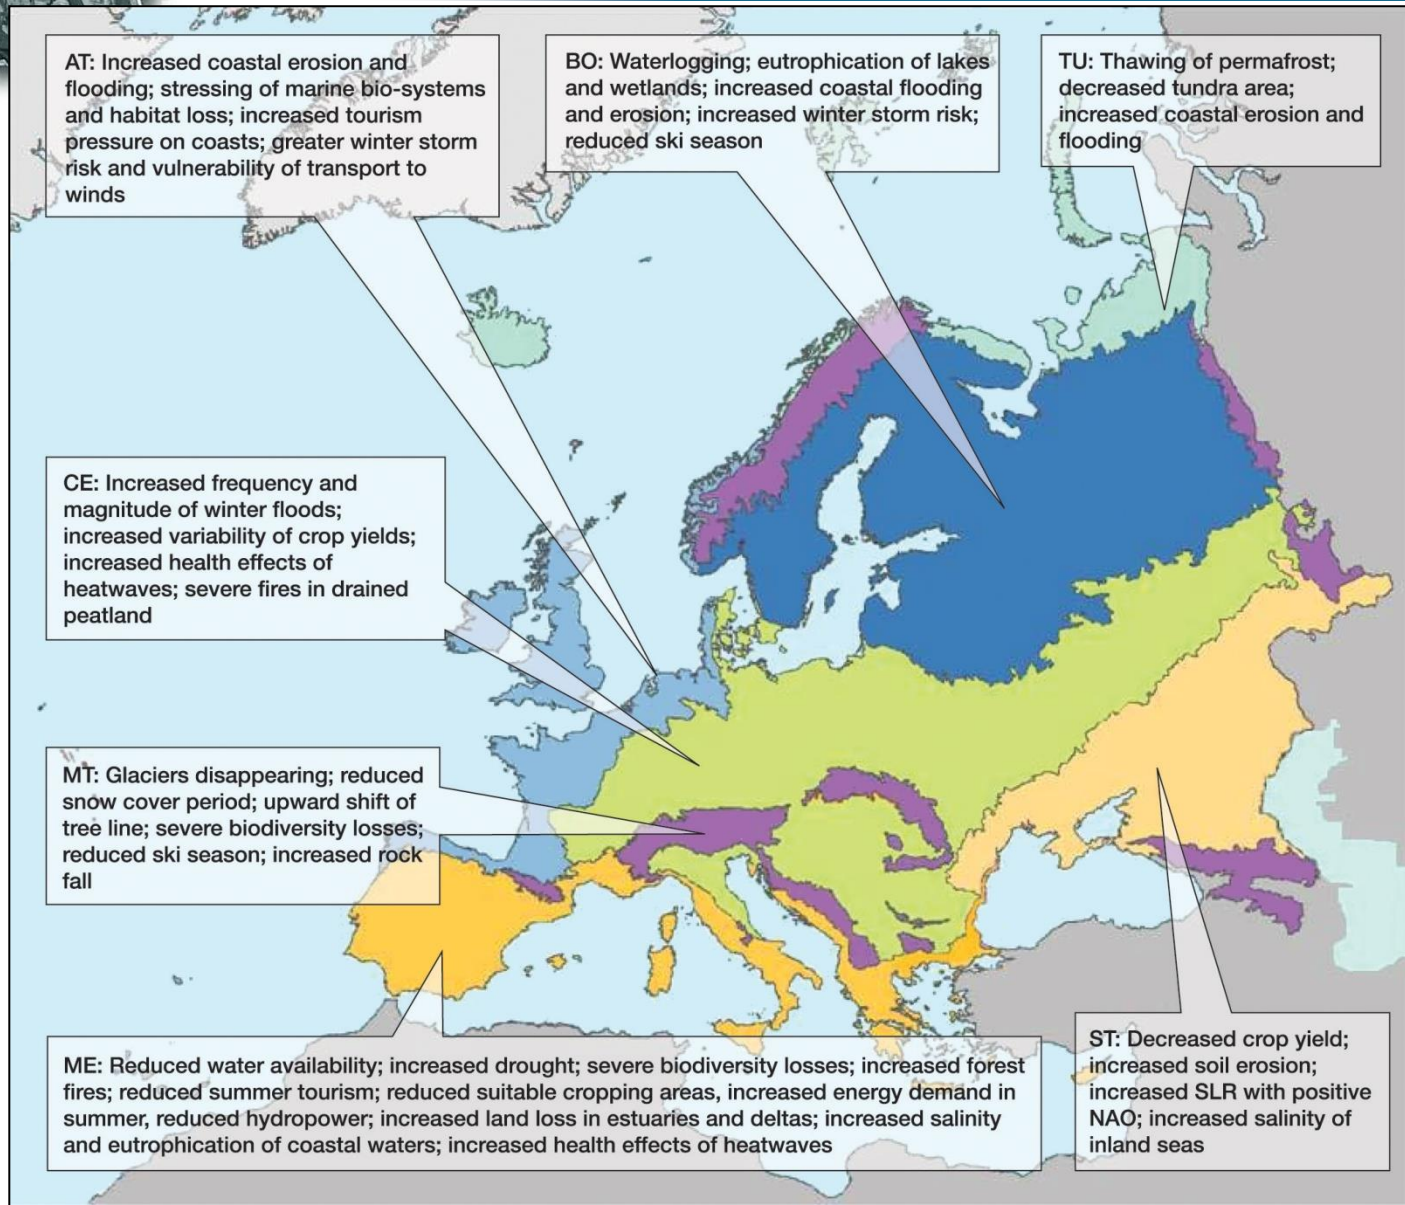 AT: Increased coastal erosion and
flooding; stressing of marine bio-systems
and habitat loss; increased tourism
pressure on coasts; greater winter storm
risk and vulnerability of transport to
winds
BO: Waterlogging; eutrophication of lakes
and wetlands; increased coastal flooding
and erosion; increased winter storm risk;
reduced ski season
TU: Thawing of permafrost;
decreased tundra area;
increased coastal erosion and
flooding
CE: Increased frequency and
magnitude of winter floods;
increased variability of crop yields;
increased health effects of
heatwaves; severe fires in drained
peatland
MT: Glaciers disappearing; reduced
snow cover period; upward shift of
tree line; severe biodiversity losses;
reduced ski season; increased rock
fall
ME: Reduced water availability; increased drought; severe biodiversity losses; increased forest
fires; reduced summer tourism; reduced suitable cropping areas, increased energy demand in
summer, reduced hydropower; increased land loss in estuaries and deltas; increased salinity
and eutrophication of coastal waters; increased health effects of heatwaves
ST: Decreased crop yield;
increased soil erosion;
increased SLR with positive
NAO; increased salinity of
inland seas